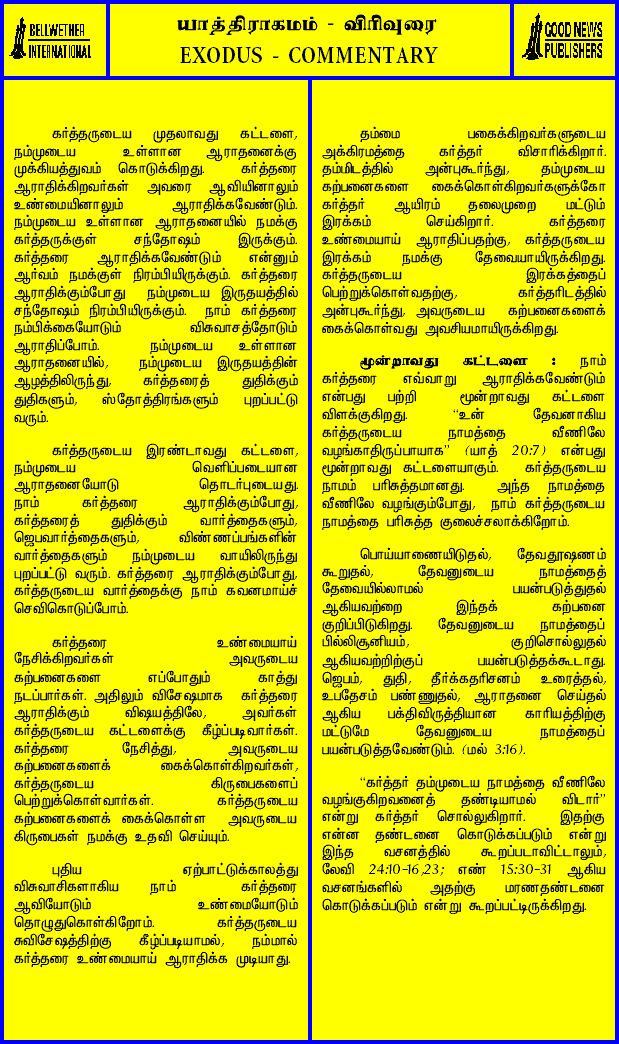 BELLWETHER
INTERNATIONAL
யாத்திராகமம் - விரிவுரை
EXODUS - COMMENTARY
GOOD NEWS
PUBLISHERS
கர்த்தருடைய முதலாவது கட்டளை,
நம்முடைய உள்ளான ஆராதனைக்கு
முக்கியத்துவம் கொடுக்கிறது. கர்த்தரை
ஆராதிக்கிறவர்கள் அவரை ஆவியினாலும்
உண்மையினாலும் ஆராதிக்கவேண்டும்.
நம்முடைய உள்ளான ஆராதனையில் நமக்கு
கர்த்தருக்குள் சந்தோஷம் இருக்கும்.
கர்த்தரை ஆராதிக்கவேண்டும் என்னும்
ஆர்வம் நமக்குள் நிரம்பியிருக்கும். கர்த்தரை
ஆராதிக்கும்போது நம்முடைய இருதயத்தில்
சந்தோஷம் நிரம்பியிருக்கும். நாம் கர்த்தரை
நம்பிக்கையோடும் விசுவாசத்தோடும்
ஆராதிப்போம். நம்முடைய உள்ளான
ஆராதனையில், நம்முடைய இருதயத்தின்
ஆழத்திலிருந்து, கர்த்தரைத் துதிக்கும்
துதிகளும், ஸ்தோத்திரங்களும் புறப்பட்டு
வரும்.
கர்த்தருடைய இரண்டாவது கட்டளை,
நம்முடைய வெளிப்படையான
ஆராதனையோடு தொடர்புடையது.
நாம் கர்த்தரை ஆராதிக்கும்போது,
கர்த்தரைத் துதிக்கும் வார்த்தைகளும்,
ஜெபவார்த்தைகளும், விண்ணப்பங்களின்
வார்த்தைகளும் நம்முடைய வாயிலிருந்து
புறப்பட்டு வரும். கர்த்தரை ஆராதிக்கும்போது,
கர்த்தருடைய வார்த்தைக்கு நாம் கவனமாய்ச்
செவிகொடுப்போம்.
கர்த்தரை உண்மையாய்
நேசிக்கிறவர்கள் அவருடைய
கற்பனைகளை எப்போதும் காத்து
நடப்பார்கள். அதிலும் விசேஷமாக கர்த்தரை
ஆராதிக்கும் விஷயத்திலே, அவர்கள்
கர்த்தருடைய கட்டளைக்கு கீழ்ப்படிவார்கள்.
கர்த்தரை நேசித்து, அவருடைய
கற்பனைகளைக் கைக்கொள்கிறவர்கள்,
கர்த்தருடைய கிருபைகளைப்
பெற்றுக்கொள்வார்கள். கர்த்தருடைய
கற்பனைகளைக் கைக்கொள்ள அவருடைய
கிருபைகள் நமக்கு உதவி செய்யும்.
புதிய ஏற்பாட்டுக்காலத்து
விசுவாசிகளாகிய நாம் கர்த்தரை
ஆவியோடும் உண்மையோடும்
தொழுதுகொள்கிறோம். கர்த்தருடைய
சுவிசேஷத்திற்கு கீழ்ப்படியாமல், நம்மால்
கர்த்தரை உண்மையாய் ஆராதிக்க முடியாது.
தம்மை பகைக்கிறவர்களுடைய
அக்கிரமத்தை கர்த்தர் விசாரிக்கிறார்.
தம்மிடத்தில் அன்புகூர்ந்து, தம்முடைய
கற்பனைகளை கைக்கொள்கிறவர்களுக்கோ
கர்த்தர் ஆயிரம் தலைமுறை மட்டும்
இரக்கம் செய்கிறார். கர்த்தரை
உண்மையாய் ஆராதிப்பதற்கு, கர்த்தருடைய
இரக்கம் நமக்கு தேவையாயிருக்கிறது.
கர்த்தருடைய இரக்கத்தைப்
பெற்றுக்கொள்வதற்கு, கர்த்தரிடத்தில்
அன்புகூர்ந்து, அவருடைய கற்பனைகளைக்
கைக்கொள்வது அவசியமாயிருக்கிறது.
மூன்றாவது கட்டளை : நாம்
கர்த்தரை எவ்வாறு ஆராதிக்கவேண்டும்
என்பது பற்றி மூன்றாவது கட்டளை
விளக்குகிறது. "உன் தேவனாகிய
கர்த்தருடைய நாமத்தை வீணிலே
வழங்காதிருப்பாயாக" (யாத் 20:7) என்பது
மூன்றாவது கட்டளையாகும். கர்த்தருடைய
நாமம் பரிசுத்தமானது. அந்த நாமத்தை
வீணிலே வழங்கும்போது, நாம் கர்த்தருடைய
நாமத்தை பரிசுத்த குலைச்சலாக்கிறோம்.
பொய்யாணையிடுதல், தேவதூஷணம்
கூறுதல், தேவனுடைய நாமத்தைத்
தேவையில்லாமல் பயன்படுத்துதல்
ஆகியவற்றை இந்தக் கற்பனை
குறிப்பிடுகிறது. தேவனுடைய நாமத்தைப்
பில்லிசூனியம், குறிசொல்லுதல்
ஆகியவற்றிற்குப் பயன்படுத்தக்கூடாது.
ஜெபம், துதி, தீர்க்கதரிசனம் உரைத்தல்,
உபதேசம் பண்ணுதல், ஆராதனை செய்தல்
ஆகிய பக்திவிருத்தியான காரியத்திற்கு
மட்டுமே தேவனுடைய நாமத்தைப்
பயன்படுத்தவேண்டும். (மல் 3:16).
"கர்த்தர் தம்முடைய நாமத்தை வீணிலே
வழங்குகிறவனைத் தண்டியாமல் விடார்"
என்று கர்த்தர் சொல்லுகிறார். இதற்கு
என்ன தண்டனை கொடுக்கப்படும் என்று
இந்த வசனத்தில் கூறப்படாவிட்டாலும்,
லேவி 24:10-16,23; எண் 15:30-31 ஆகிய
வசனங்களில் அதற்கு மரணதண்டனை
கொடுக்கப்படும் என்று கூறப்பட்டிருக்கிறது.